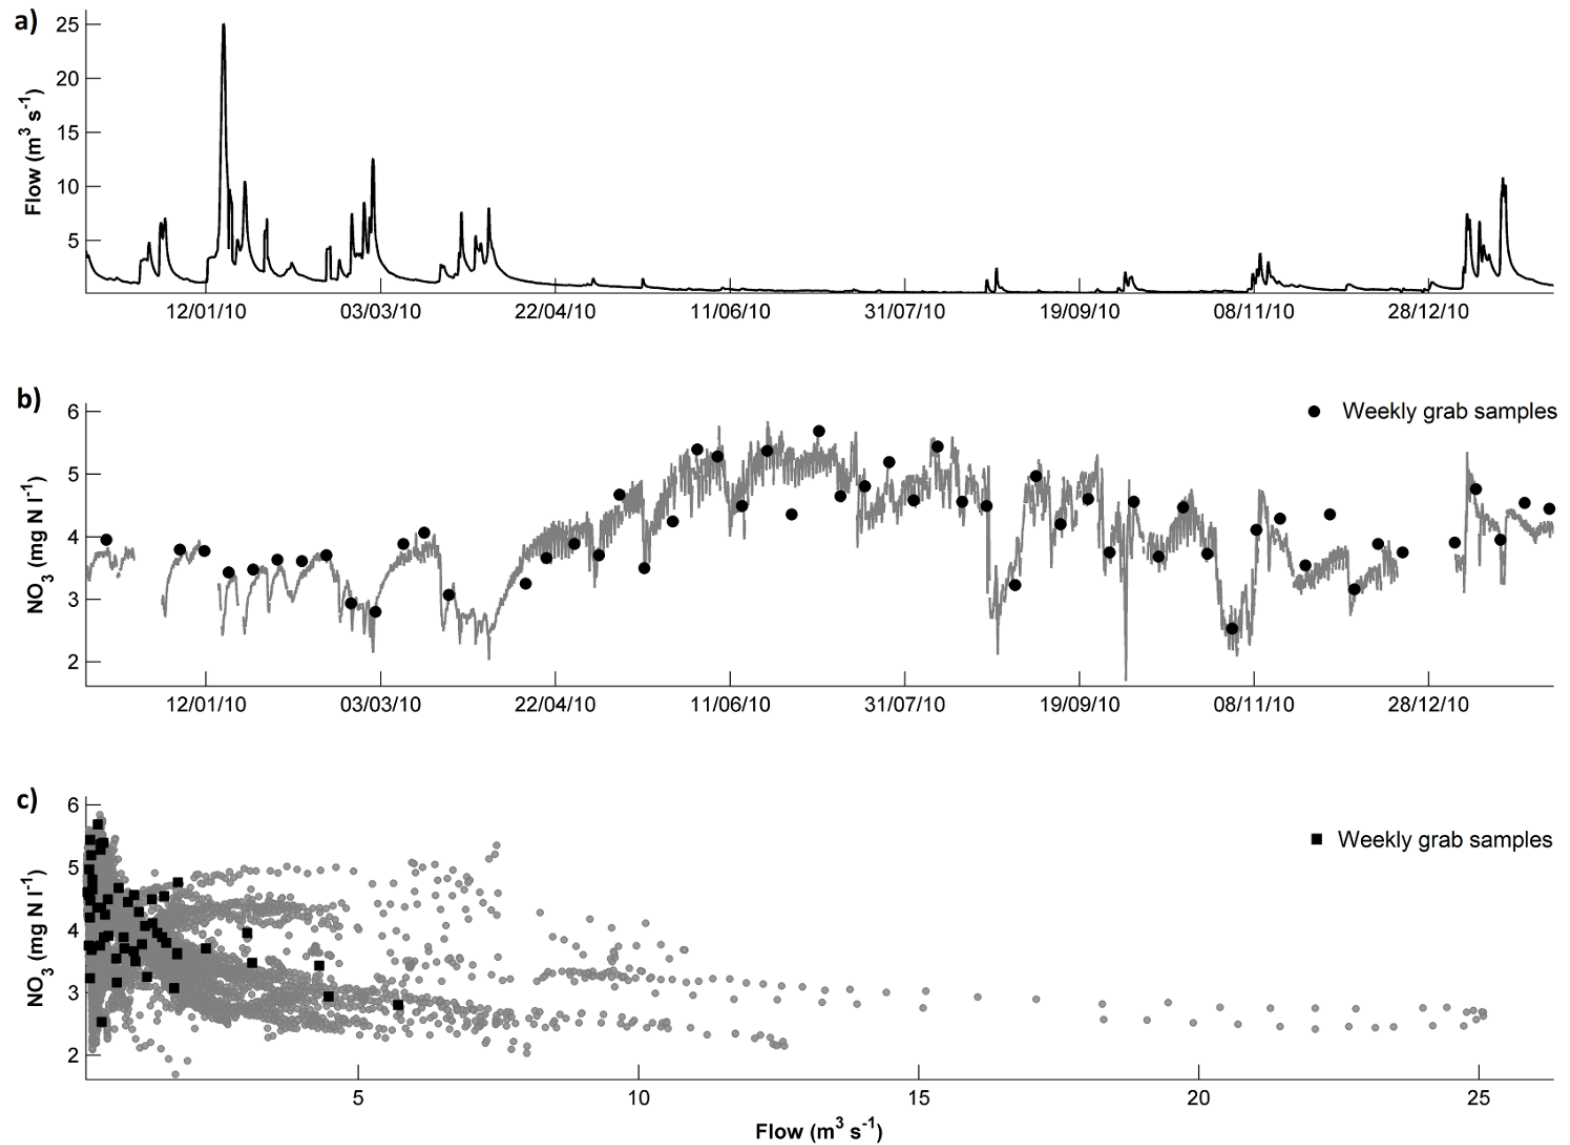 a)
Flow (m³ s⁻¹)
25
20
15
10
5
12/01/10 03/03/10 22/04/10 11/06/10 31/07/10 19/09/10 08/11/10 28/12/10
b)
NO₃ (mg N l⁻¹)
6
5
4
3
2
Weekly grab samples
12/01/10 03/03/10 22/04/10 11/06/10 31/07/10 19/09/10 08/11/10 28/12/10
c)
NO₃ (mg N l⁻¹)
6
5
4
3
2
Weekly grab samples
5 10 15 20 25
Flow (m³ s⁻¹)